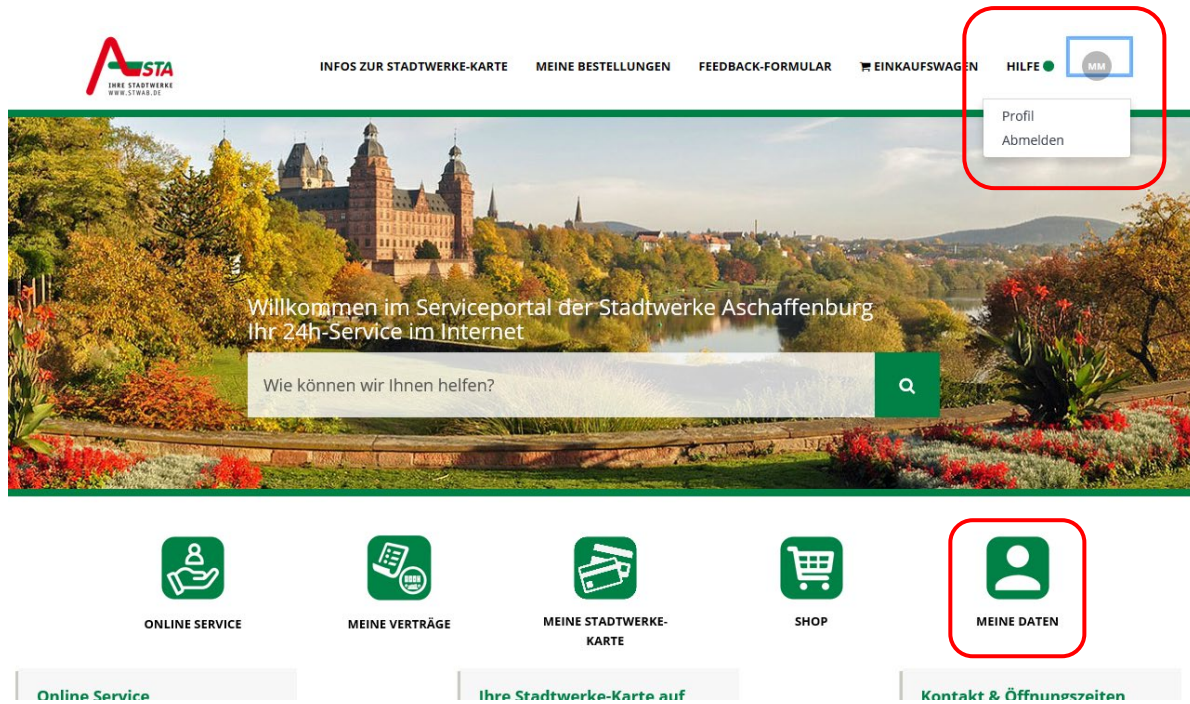 STA
IHRE STADTWERKE
WWW.STWAB.DE
INFOS ZUR STADTWERKE-KARTE MEINE BESTELLUNGEN FEEDBACK-FORMULAR EINKAUFSWAGEN HILFE MM
Profil
Abmelden
Willkommen im Serviceportal der Stadtwerke Aschaffenburg
Ihr 24h-Service im Internet
Wie können wir Ihnen helfen?
ONLINE SERVICE
MEINE VERTRÄGE
MEINE STADTWERKE-
KARTE
SHOP
MEINE DATEN
Online Service
Ihre Stadtwerke-Karte auf
Kontakt & Öffnungszeiten